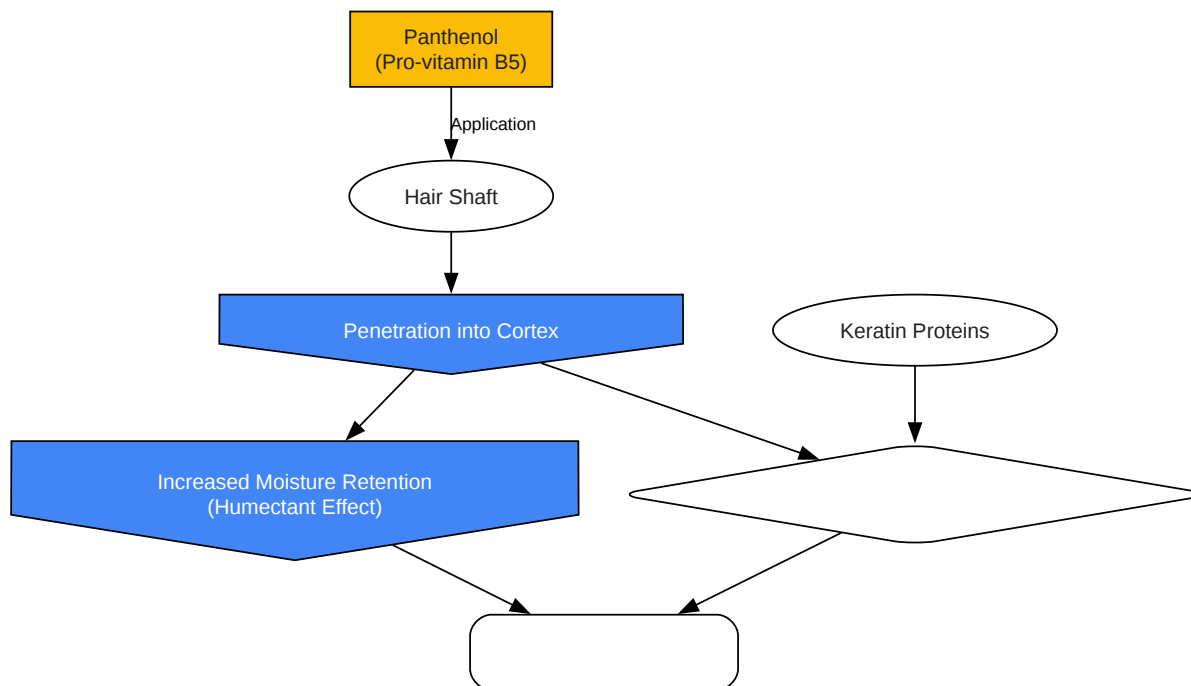 Panthenol
(Pro-vitamin B5)
Application
Hair Shaft
Penetration into Cortex
Keratin Proteins
Increased Moisture Retention
(Humectant Effect)